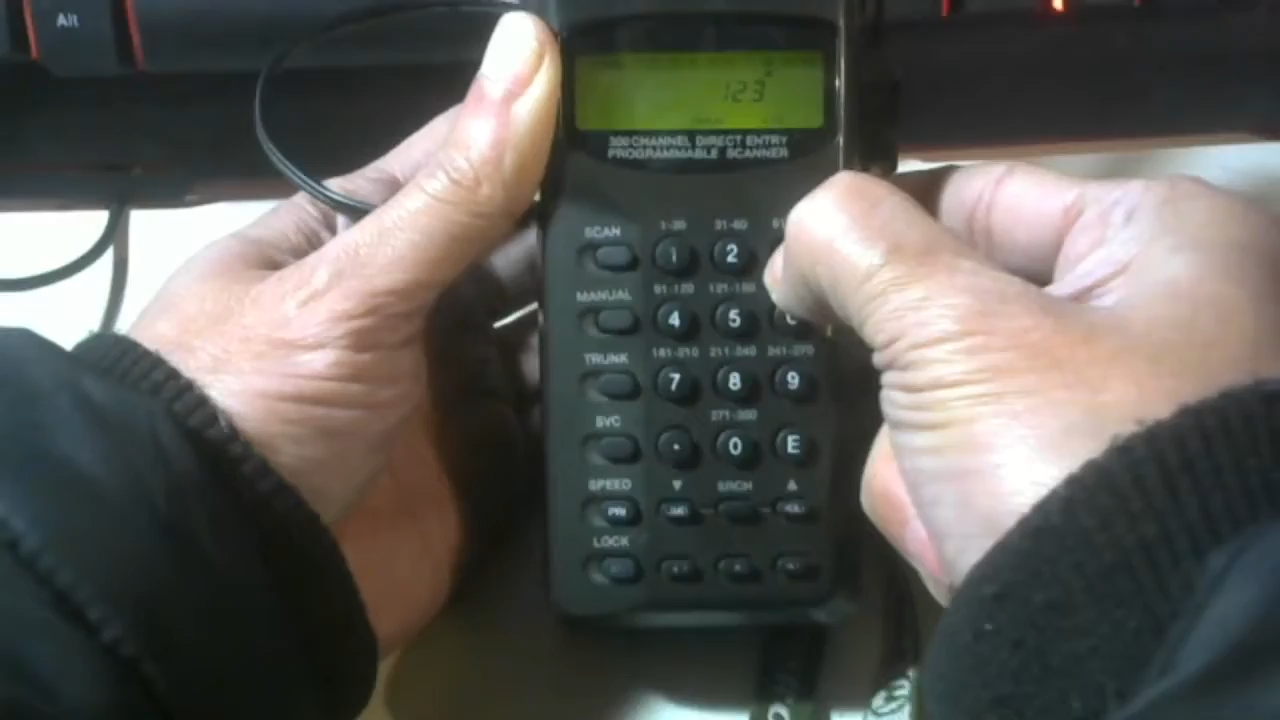 Alt
123
300 CHANNEL DIRECT ENTRY
PROGRAMMABLE SCANNER
SCAN
1-30
31-60
1
2
MANUAL
91-120
121-150
4
5
TRUNK
181-210
211-240
241-270
7
8
9
SVC
271-300
.
0
E
SPEED
▼
SRCH
▲
PRI
LOCK